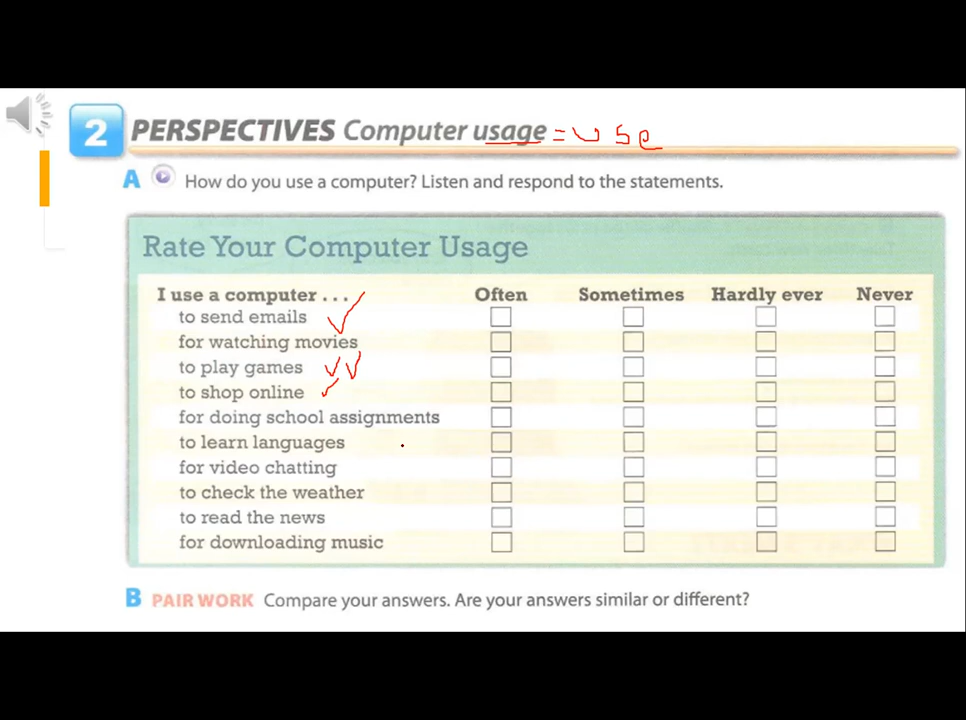 2 PERSPECTIVES Computer usage = use
A How do you use a computer? Listen and respond to the statements.
Rate Your Computer Usage
I use a computer . . . Often Sometimes Hardly ever Never
to send emails
for watching movies
to play games
to shop online
for doing school assignments
to learn languages
for video chatting
to check the weather
to read the news
for downloading music
B PAIR WORK Compare your answers. Are your answers similar or different?